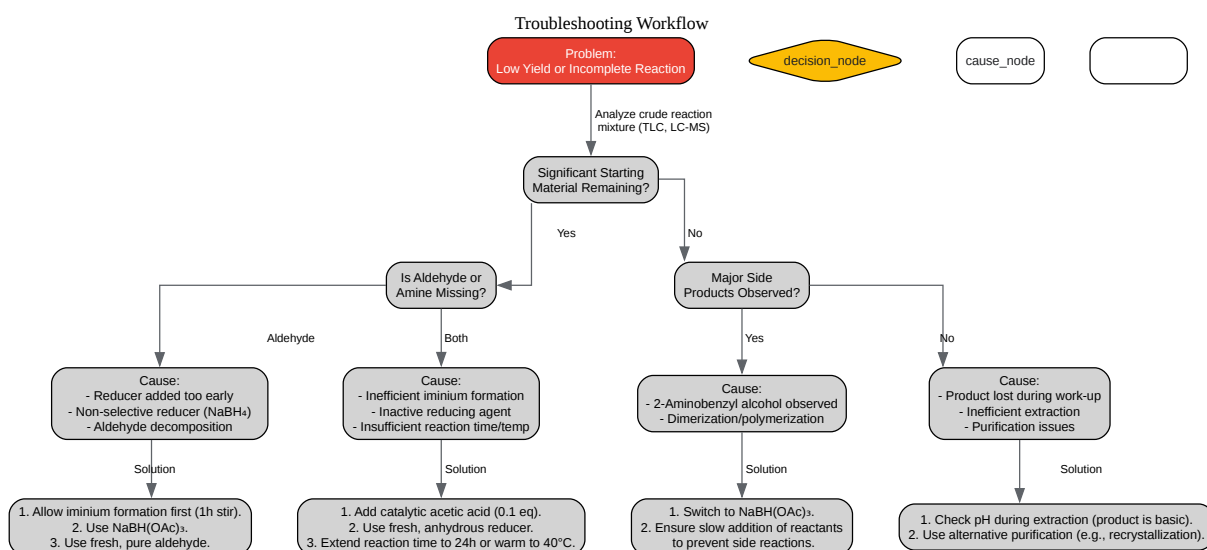 Troubleshooting Workflow
Problem:
Low Yield or Incomplete Reaction
decision_node
cause_node
Analyze crude reaction
mixture (TLC, LC-MS)
Significant Starting
Material Remaining?
Yes
No
Is Aldehyde or
Amine Missing?
Major Side
Products Observed?
Aldehyde
Both
Yes
No
Cause:
- Reducer added too early
- Non-selective reducer (NaBH₄)
- Aldehyde decomposition
Cause:
- Inefficient iminium formation
- Inactive reducing agent
- Insufficient reaction time/temp
Cause:
- 2-Aminobenzyl alcohol observed
- Dimerization/polymerization
Cause:
- Product lost during work-up
- Inefficient extraction
- Purification issues
Solution
Solution
Solution
Solution
1. Allow iminium formation first (1h stir).
2. Use NaBH(OAc)₃.
3. Use fresh, pure aldehyde.
1. Add catalytic acetic acid (0.1 eq).
2. Use fresh, anhydrous reducer.
3. Extend reaction time to 24h or warm to 40°C.
1. Switch to NaBH(OAc)₃.
2. Ensure slow addition of reactants
to prevent side reactions.
1. Check pH during extraction (product is basic).
2. Use alternative purification (e.g., recrystallization).